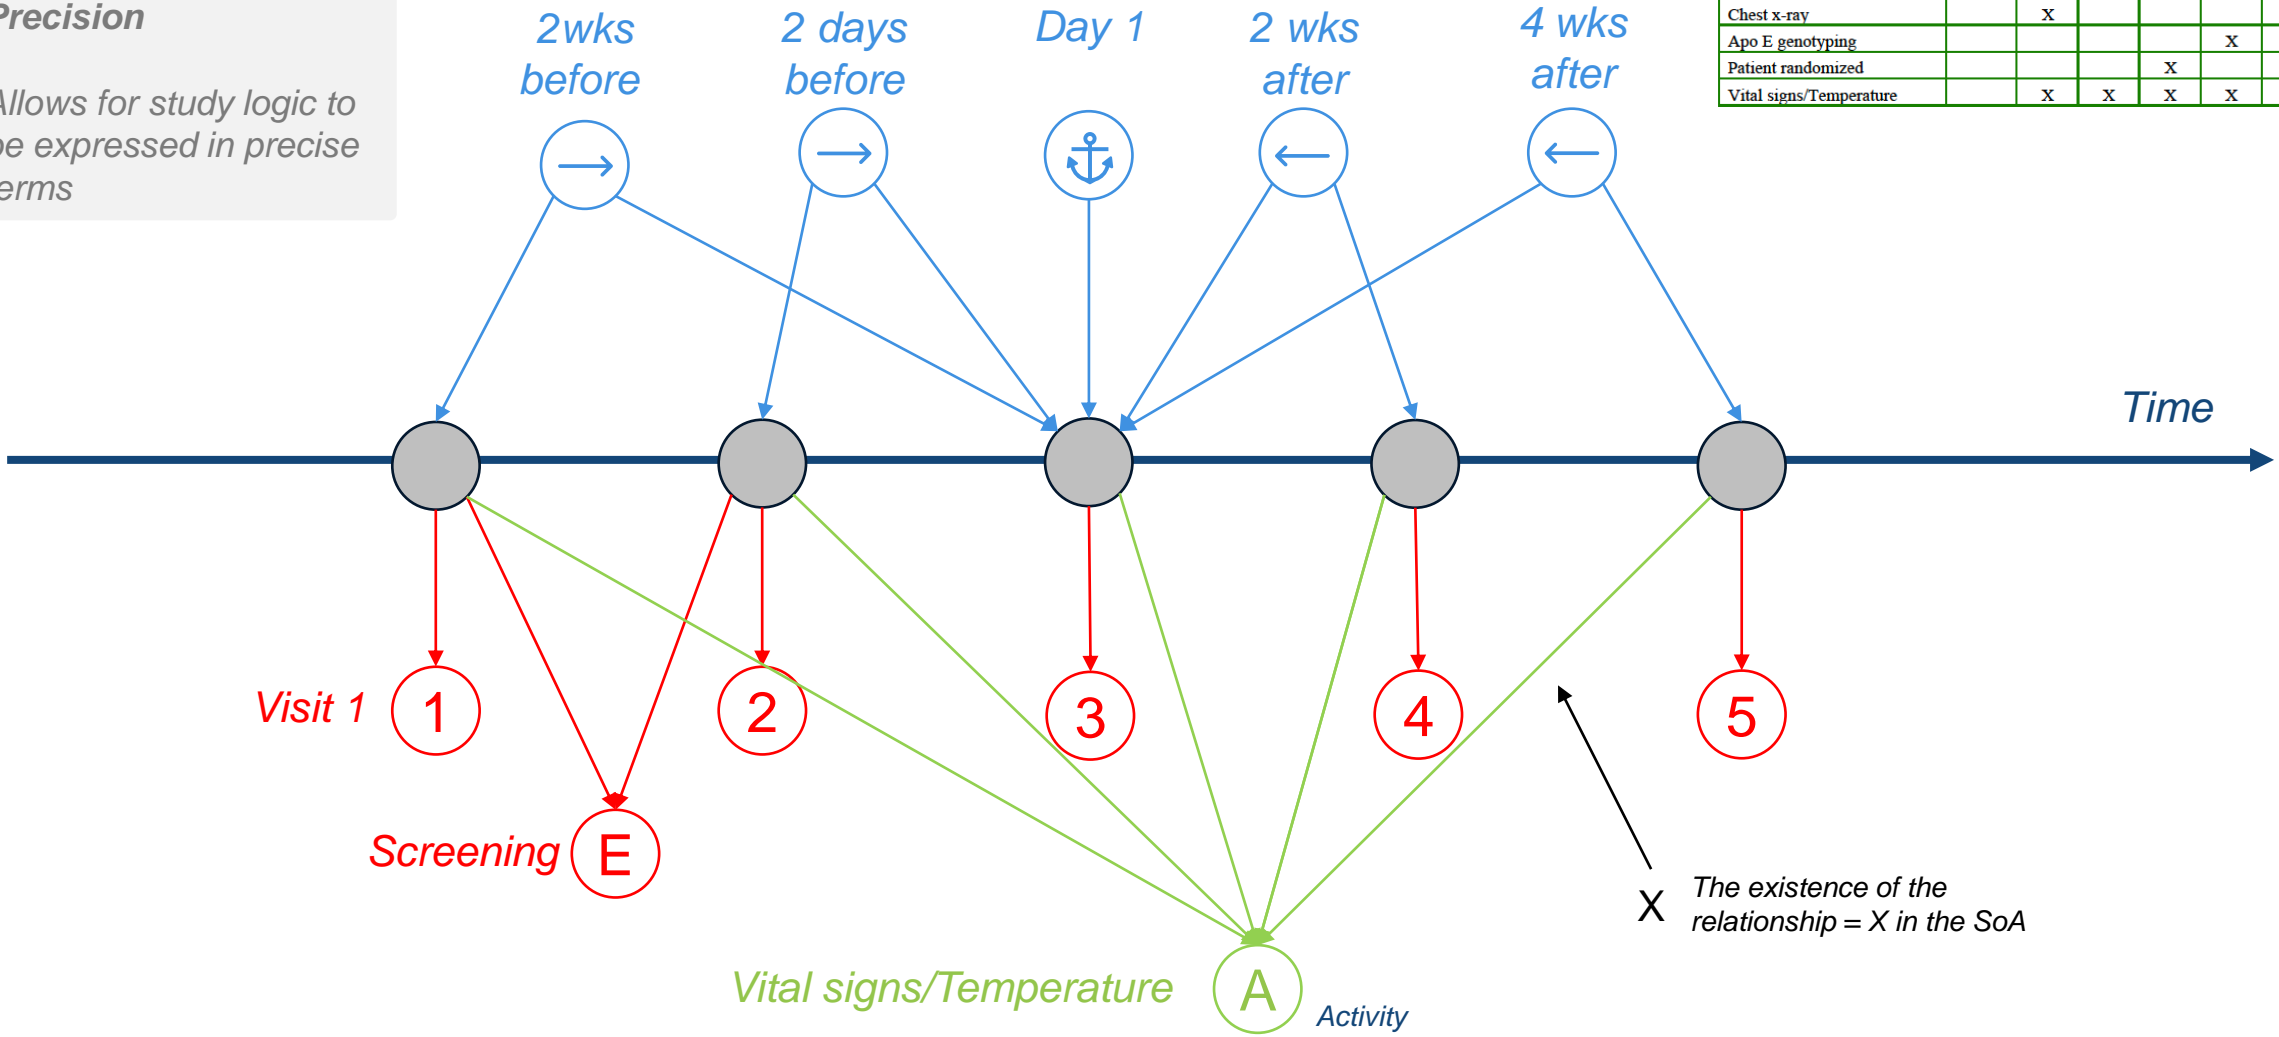 Precision
Allows for study logic to
be expressed in precise
terms
2wks
before
2 days
before
Day 1
2 wks
after
4 wks
after
Chest x-ray X
Apo E genotyping X
Patient randomized X
Vital signs/Temperature X X X X
Time
Visit 1 1 2 3 4 5
Screening E
X The existence of the
relationship = X in the SoA
Vital signs/Temperature A
Activity